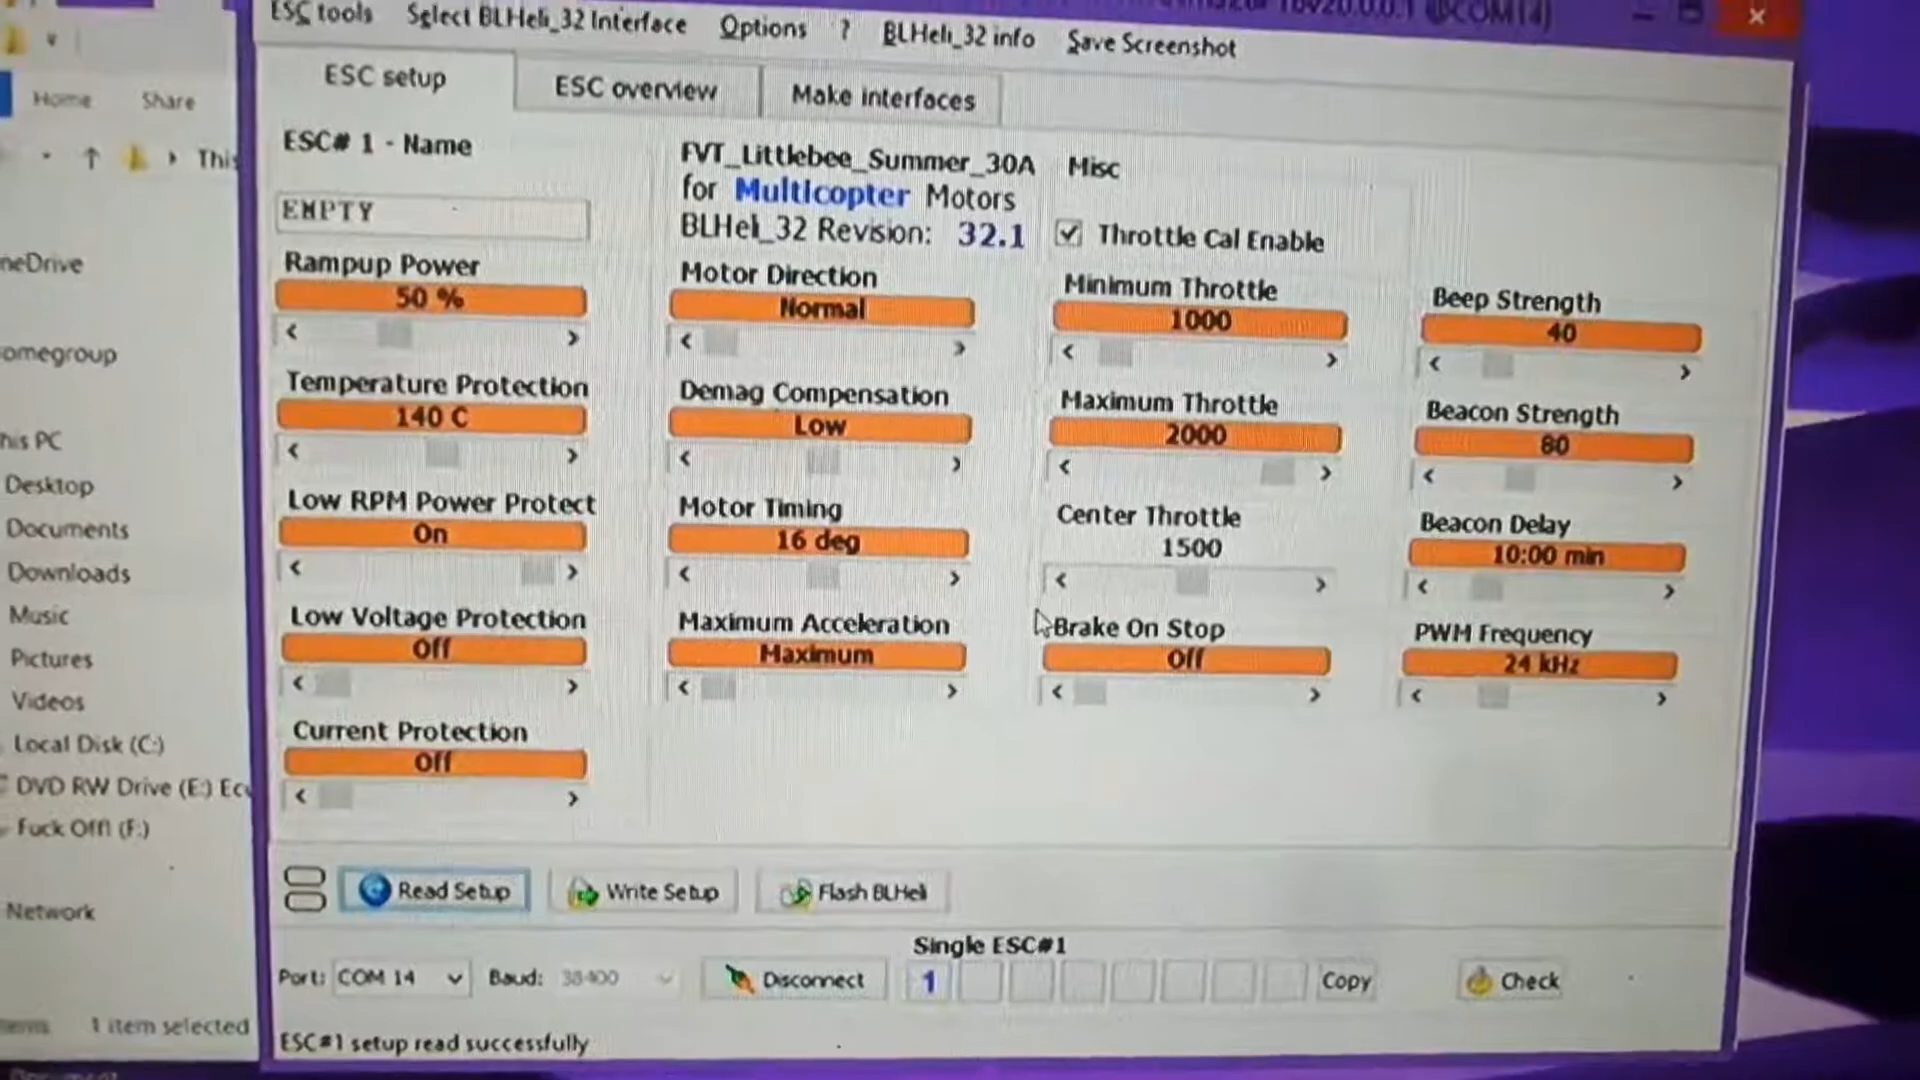 @COM14)
ESC tools Select BLHeli_32 Interface Options ? BLHeli_32 info Save Screenshot
ESC setup ESC overview Make interfaces
Home Share
This
neDrive
omegroup
his PC
Desktop
Documents
Downloads
Music
Pictures
Videos
Local Disk (C:)
DVD RW Drive (E:)
Fuck Off! (F:)
Network
1 item selected
ESC# 1 - Name
EMPTY
FVT_Littlebee_Summer_30A
for Multicopter Motors
BLHeli_32 Revision: 32.1
Misc
Throttle Cal Enable
Rampup Power
50 %
Motor Direction
Normal
Minimum Throttle
1000
Beep Strength
40
Temperature Protection
140 C
Demag Compensation
Low
Maximum Throttle
2000
Beacon Strength
80
Low RPM Power Protect
On
Motor Timing
16 deg
Center Throttle
1500
Beacon Delay
10:00 min
Low Voltage Protection
Off
Maximum Acceleration
Maximum
Brake On Stop
Off
PWM Frequency
24 kHz
Current Protection
Off
Read Setup Write Setup Flash BLHeli
Single ESC#1
Port: COM 14 Baud: 38400 Disconnect 1 Copy Check
ESC#1 setup read successfully